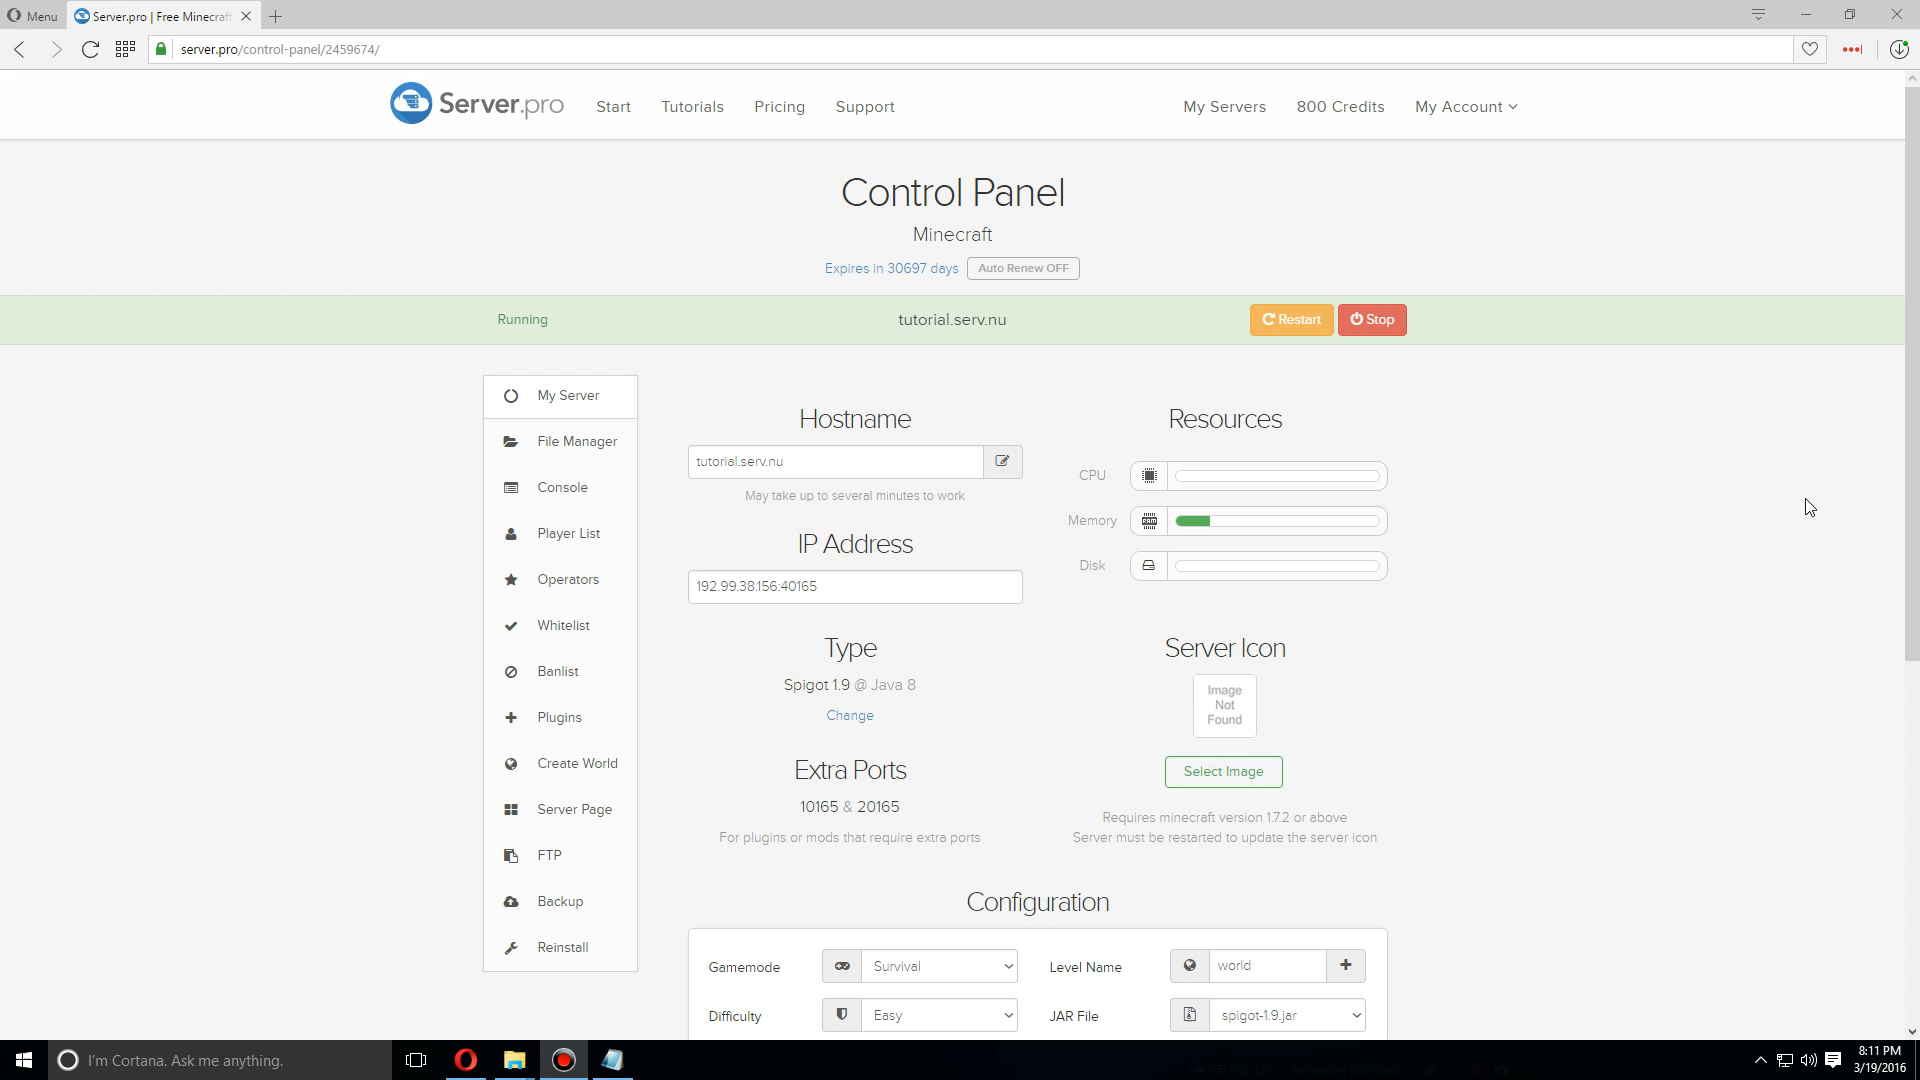 Menu
Server.pro | Free Minecraft
server.pro/control-panel/2459674/
Server.pro
Start
Tutorials
Pricing
Support
My Servers
800 Credits
My Account
Control Panel
Minecraft
Expires in 30697 days
Auto Renew OFF
Running
tutorial.serv.nu
Restart
Stop
My Server
File Manager
Console
Player List
Operators
Whitelist
Banlist
Plugins
Create World
Server Page
FTP
Backup
Reinstall
Hostname
tutorial.serv.nu
May take up to several minutes to work
IP Address
192.99.38.156:40165
Type
Spigot 1.9 @ Java 8
Change
Extra Ports
10165 & 20165
For plugins or mods that require extra ports
Resources
CPU
Memory
Disk
Server Icon
Image
Not
Found
Select Image
Requires minecraft version 1.7.2 or above
Server must be restarted to update the server icon
Configuration
Gamemode
Survival
Level Name
world
Difficulty
Easy
JAR File
spigot-1.9.jar
I'm Cortana. Ask me anything.
8:11 PM
3/19/2016